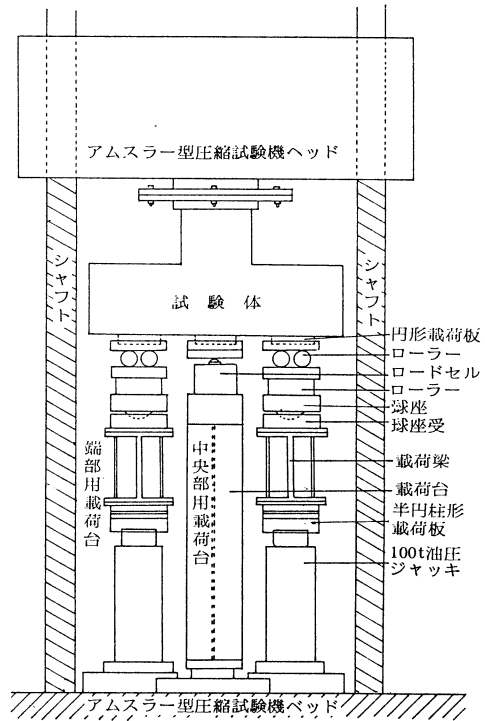 アムスラー型圧縮試験機ヘッド
シャフト
シャフト
試験体
円形載荷板
ローラー
ロードセル
ローラー
球座
球座受
載荷梁
載荷台
半円柱形
載荷板
100t油圧
ジャッキ
端部用載荷台
中央部用載荷台
アムスラー型圧縮試験機ベッド